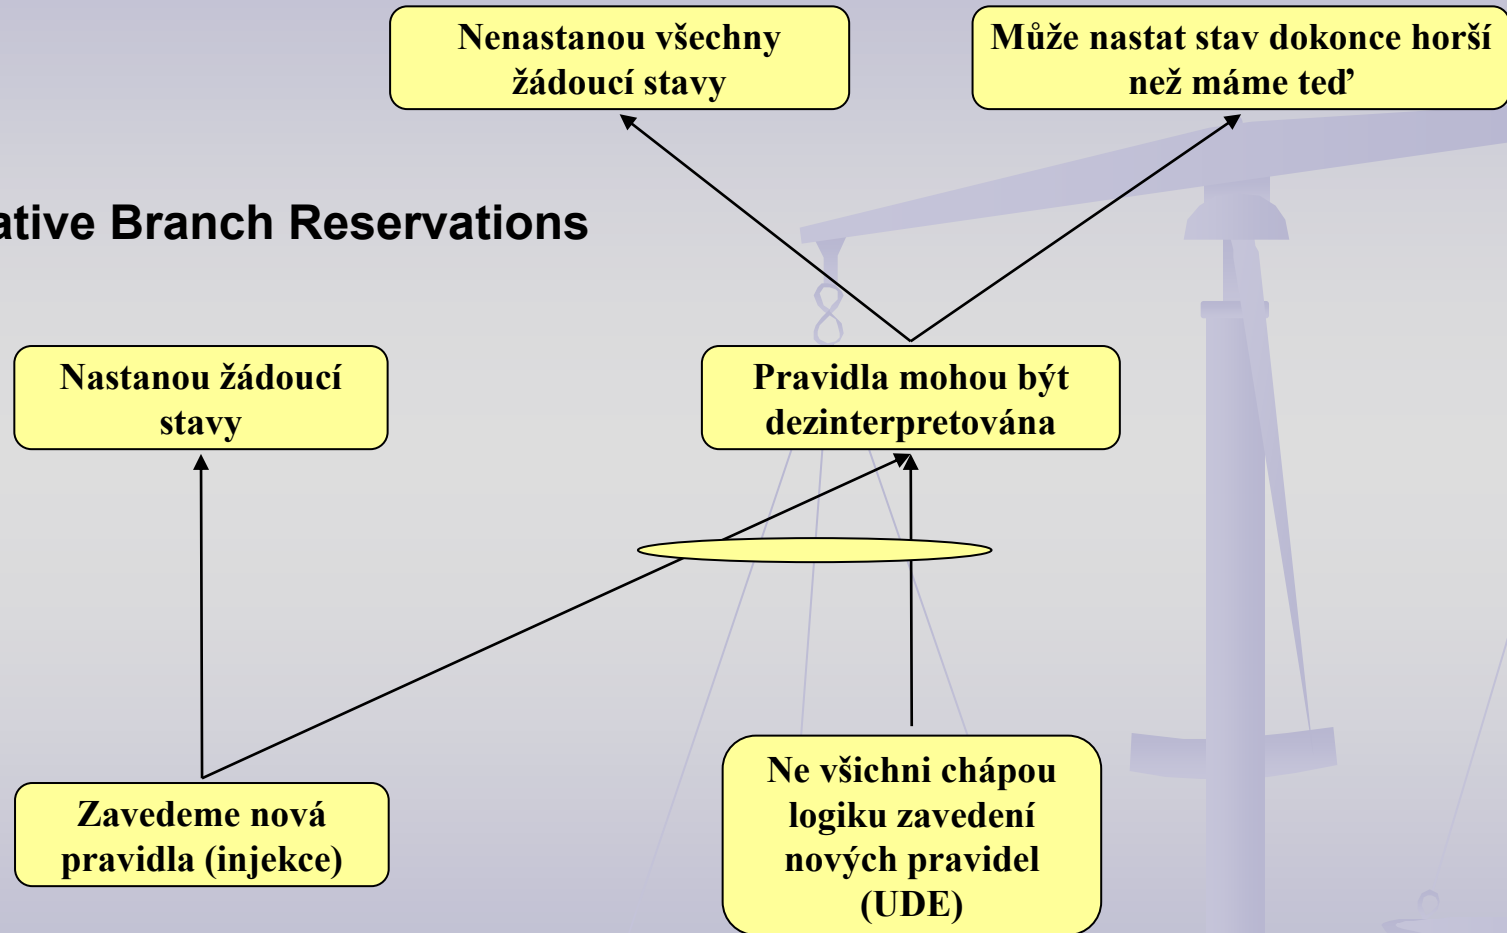 Nenastanou všechny
žádoucí stavy
Může nastat stav dokonce horší
než máme teď
ative Branch Reservations
Nastanou žádoucí
stavy
Pravidla mohou být
dezinterpretována
Zavedeme nová
pravidla (injekce)
Ne všichni chápou
logiku zavedení
nových pravidel
(UDE)